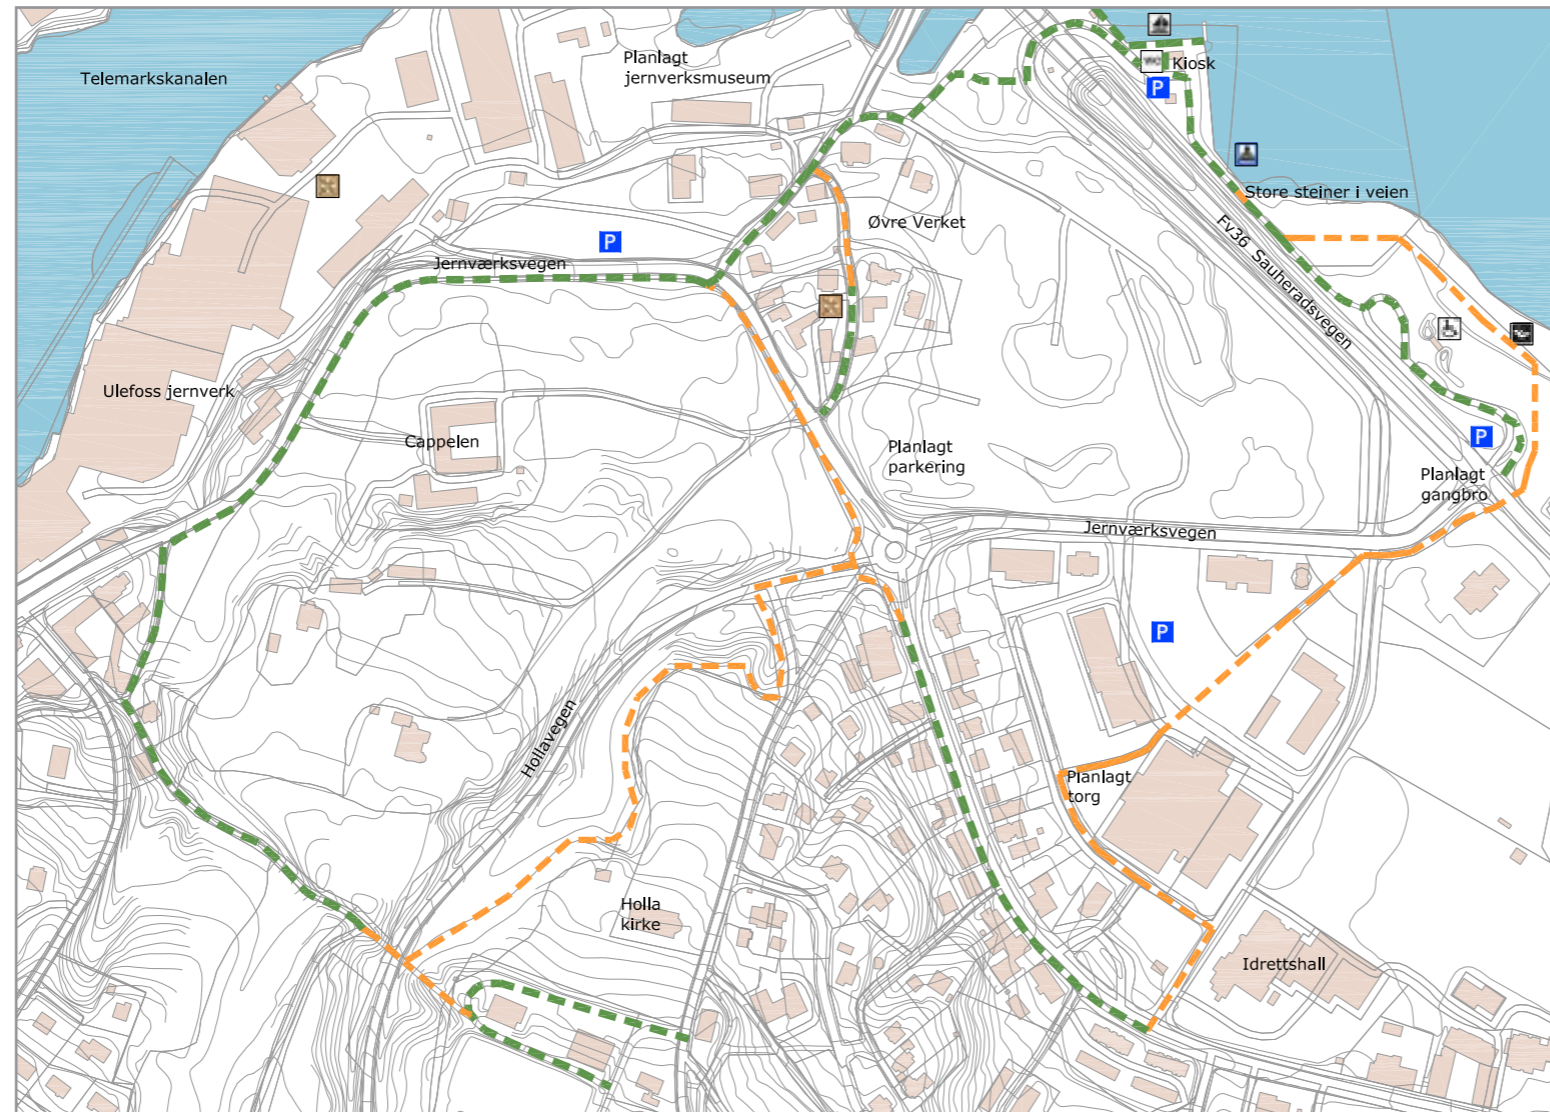 Telemarkskanalen
Planlagt
jernverksmuseum
Kiosk
WC
P
Store steiner i veien
Øvre Verket
P
Fv36 Sauheradsvegen
Jernværksvegen
Ulefoss jernverk
Cappelen
Planlagt
parkering
P
Planlagt
gangbro
Jernværksvegen
P
Hollavegen
Planlagt
torg
Holla
kirke
Idrettshall